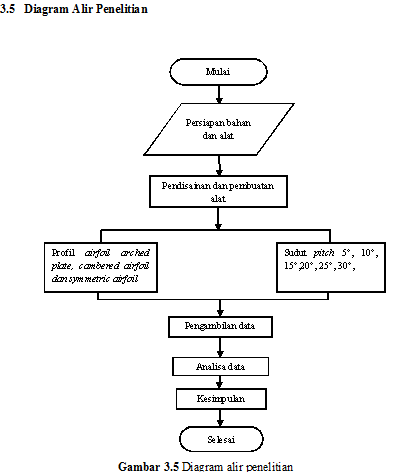 3.5 Diagram Alir Penelitian
Mulai
Persiapan bahan
dan alat
Pendisainan dan pembuatan
alat
Profil airfoil arched
plate, cambered airfoil
dan symmetric airfoil
Sudut pitch 5°, 10°,
15°,20°, 25°, 30°,
Pengambilan data
Analisa data
Kesimpulan
Selesai
Gambar 3.5 Diagram alir penelitian